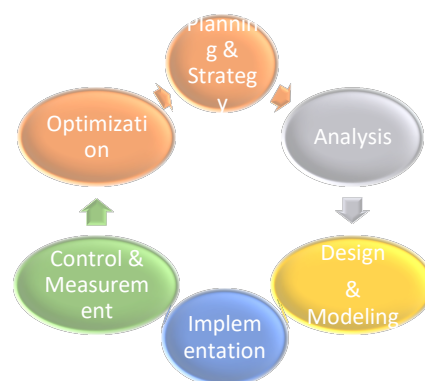 Plannin
g &
Strateg
y
Analysis
Design
&
Modeling
Implem
entation
Control &
Measurem
ent
Optimizati
on